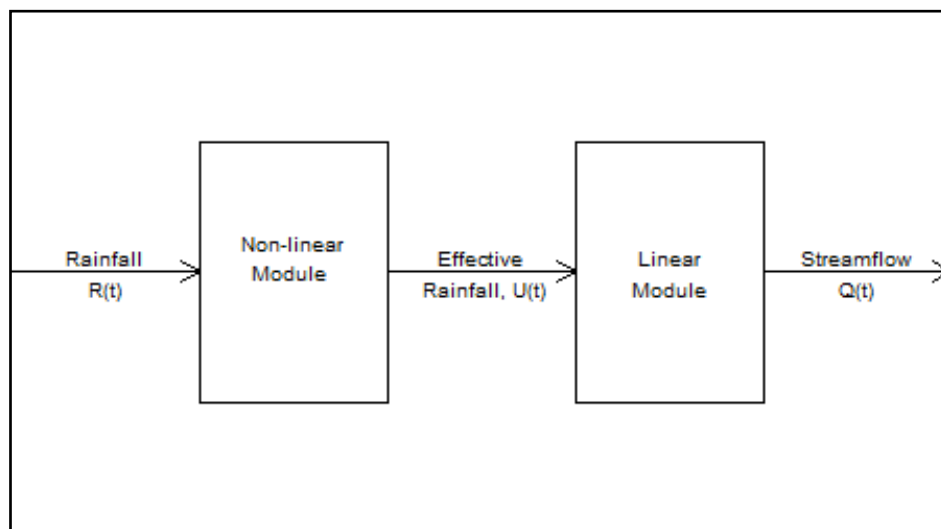 Rainfall
R(t)
Non-linear
Module
Effective
Rainfall, U(t)
Linear
Module
Streamflow
Q(t)